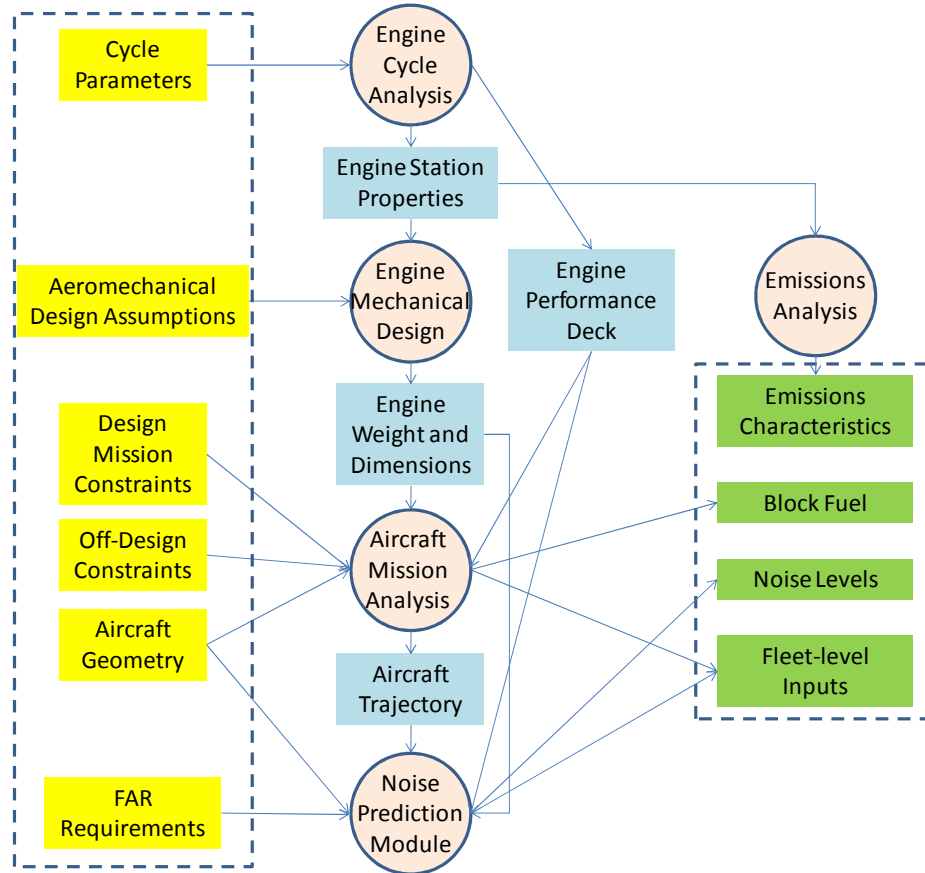 Cycle
Parameters
Engine
Cycle
Analysis
Engine Station
Properties
Aeromechanical
Design Assumptions
Engine
Mechanical
Design
Engine
Performance
Deck
Emissions
Analysis
Engine
Weight and
Dimensions
Emissions
Characteristics
Design
Mission
Constraints
Block Fuel
Off-Design
Constraints
Aircraft
Mission
Analysis
Noise Levels
Aircraft
Geometry
Aircraft
Trajectory
Fleet-level
Inputs
FAR
Requirements
Noise
Prediction
Module